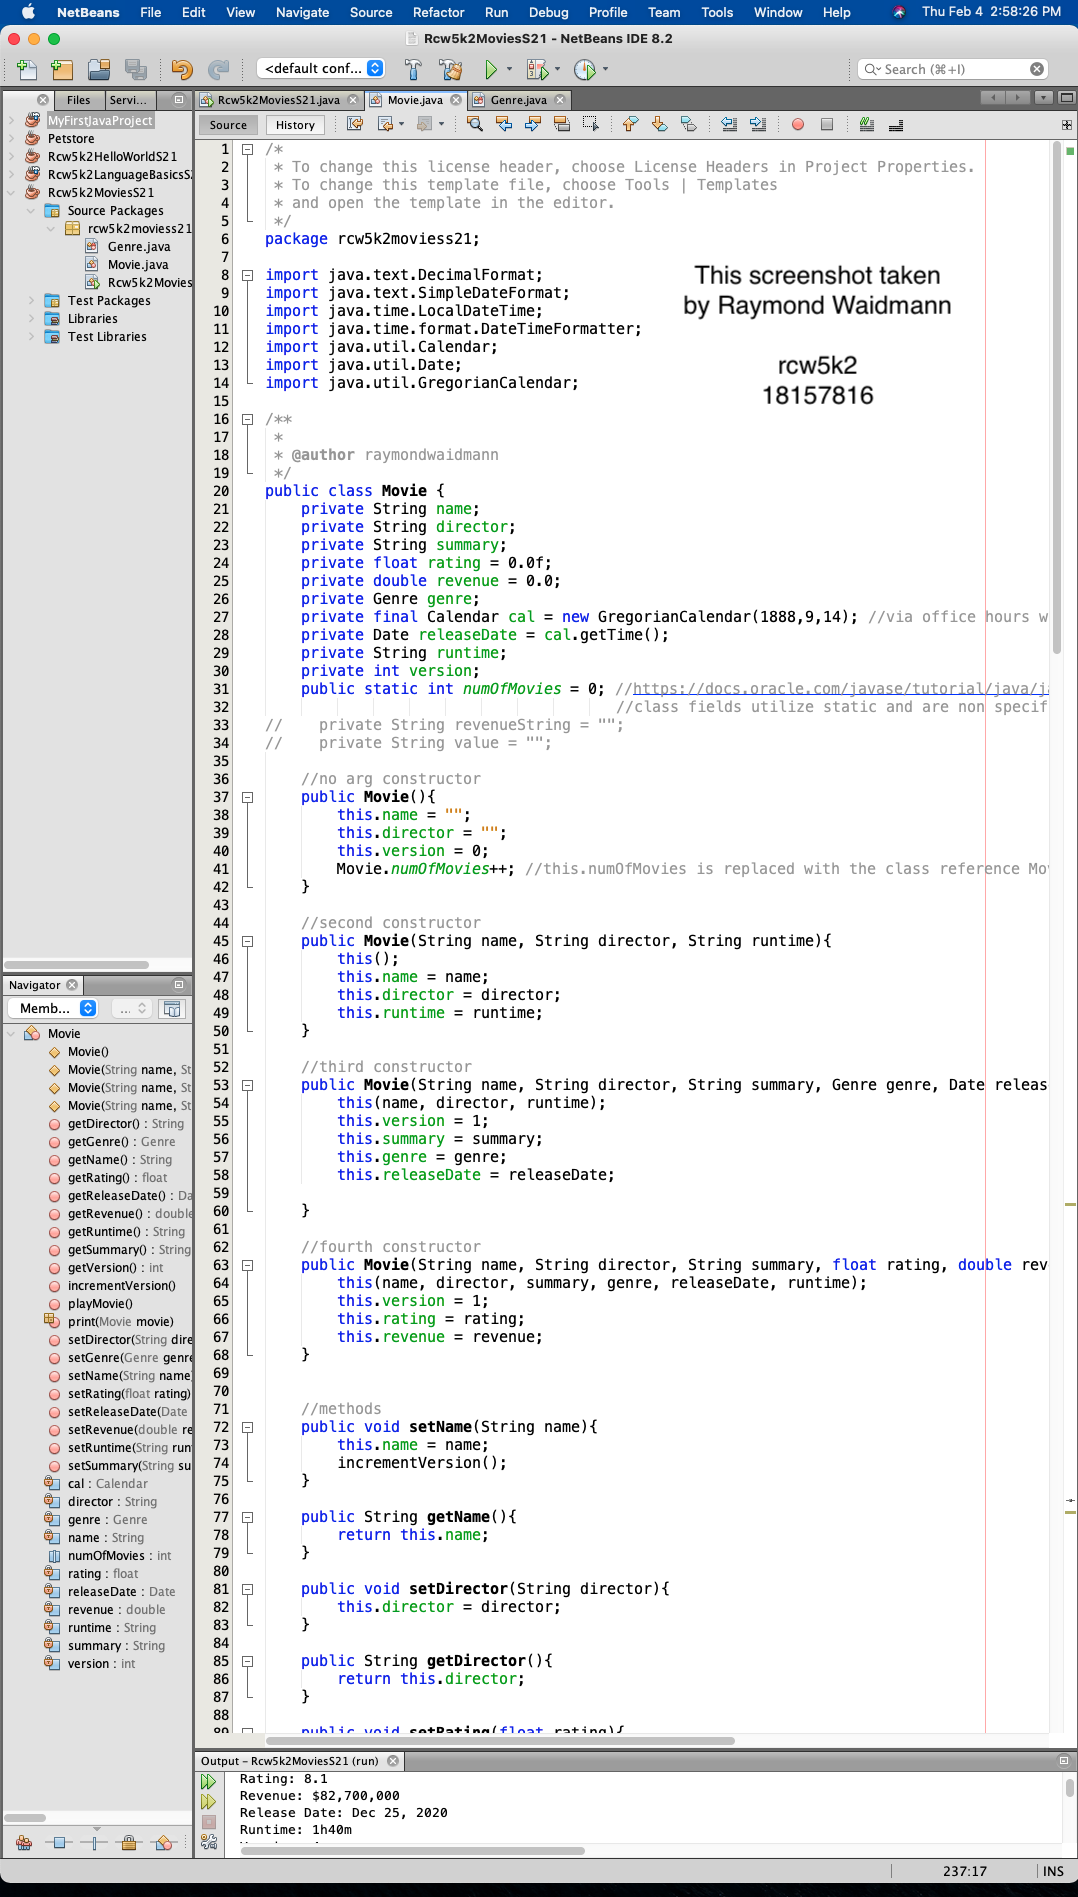 NetBeans File Edit View Navigate Source Refactor Run Debug Profile Team Tools Window Help Thu Feb 4 2:58:26 PM
Rcw5k2MoviesS21 - NetBeans IDE 8.2
<default conf... Search (⌘+I)
Files Servi...
Rcw5k2MoviesS21.java Movie.java Genre.java
Source History
MyFirstJavaProject
Petstore
Rcw5k2HelloWorldS21
Rcw5k2LanguageBasicsS
Rcw5k2MoviesS21
Source Packages
rcw5k2moviess21
Genre.java
Movie.java
Rcw5k2Movies
Test Packages
Libraries
Test Libraries
Navigator
Memb... ...
Movie
Movie()
Movie(String name, St
Movie(String name, St
Movie(String name, St
getDirector() : String
getGenre() : Genre
getName() : String
getRating() : float
getReleaseDate() : Da
getRevenue() : double
getRuntime() : String
getSummary() : String
getVersion() : int
incrementVersion()
playMovie()
print(Movie movie)
setDirector(String dire
setGenre(Genre genre
setName(String name
setRating(float rating)
setReleaseDate(Date
setRevenue(double re
setRuntime(String run
setSummary(String su
cal : Calendar
director : String
genre : Genre
name : String
numOfMovies : int
rating : float
releaseDate : Date
revenue : double
runtime : String
summary : String
version : int
1 /*
2 * To change this license header, choose License Headers in Project Properties.
3 * To change this template file, choose Tools | Templates
4 * and open the template in the editor.
5 */
6 package rcw5k2moviess21;
7
8 import java.text.DecimalFormat;
9 import java.text.SimpleDateFormat;
10 import java.time.LocalDateTime;
11 import java.time.format.DateTimeFormatter;
12 import java.util.Calendar;
13 import java.util.Date;
14 import java.util.GregorianCalendar;
15
This screenshot taken
by Raymond Waidmann
rcw5k2
18157816
16 /**
17 *
18 * @author raymondwaidmann
19 */
20 public class Movie {
21 private String name;
22 private String director;
23 private String summary;
24 private float rating = 0.0f;
25 private double revenue = 0.0;
26 private Genre genre;
27 private final Calendar cal = new GregorianCalendar(1888,9,14); //via office hours w
28 private Date releaseDate = cal.getTime();
29 private String runtime;
30 private int version;
31 public static int numOfMovies = 0; //https://docs.oracle.com/javase/tutorial/java/j
32 //class fields utilize static and are non specif
33 // private String revenueString = "";
34 // private String value = "";
35
36 //no arg constructor
37 public Movie(){
38 this.name = "";
39 this.director = "";
40 this.version = 0;
41 Movie.numOfMovies++; //this.numOfMovies is replaced with the class reference Mo
42 }
43
44 //second constructor
45 public Movie(String name, String director, String runtime){
46 this();
47 this.name = name;
48 this.director = director;
49 this.runtime = runtime;
50 }
51
52 //third constructor
53 public Movie(String name, String director, String summary, Genre genre, Date releas
54 this(name, director, runtime);
55 this.version = 1;
56 this.summary = summary;
57 this.genre = genre;
58 this.releaseDate = releaseDate;
59
60 }
61
62 //fourth constructor
63 public Movie(String name, String director, String summary, float rating, double rev
64 this(name, director, summary, genre, releaseDate, runtime);
65 this.version = 1;
66 this.rating = rating;
67 this.revenue = revenue;
68 }
69
70
71 //methods
72 public void setName(String name){
73 this.name = name;
74 incrementVersion();
75 }
76
77 public String getName(){
78 return this.name;
79 }
80
81 public void setDirector(String director){
82 this.director = director;
83 }
84
85 public String getDirector(){
86 return this.director;
87 }
88
89 public void setRating(float rating){
Output - Rcw5k2MoviesS21 (run)
Rating: 8.1
Revenue: $82,700,000
Release Date: Dec 25, 2020
Runtime: 1h40m
237:17 INS